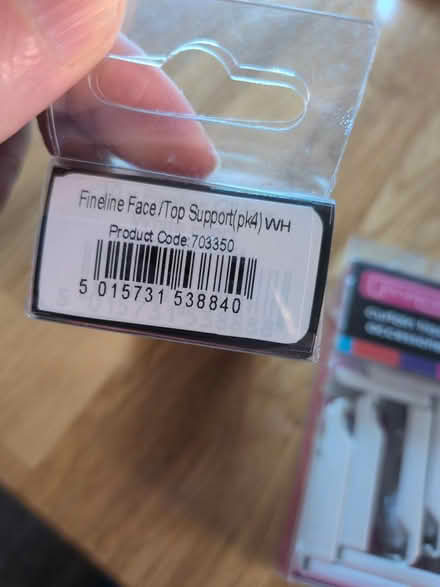 Fineline Face/Top Support(pk4) WH
Product Code: 703350
5 015731 538840